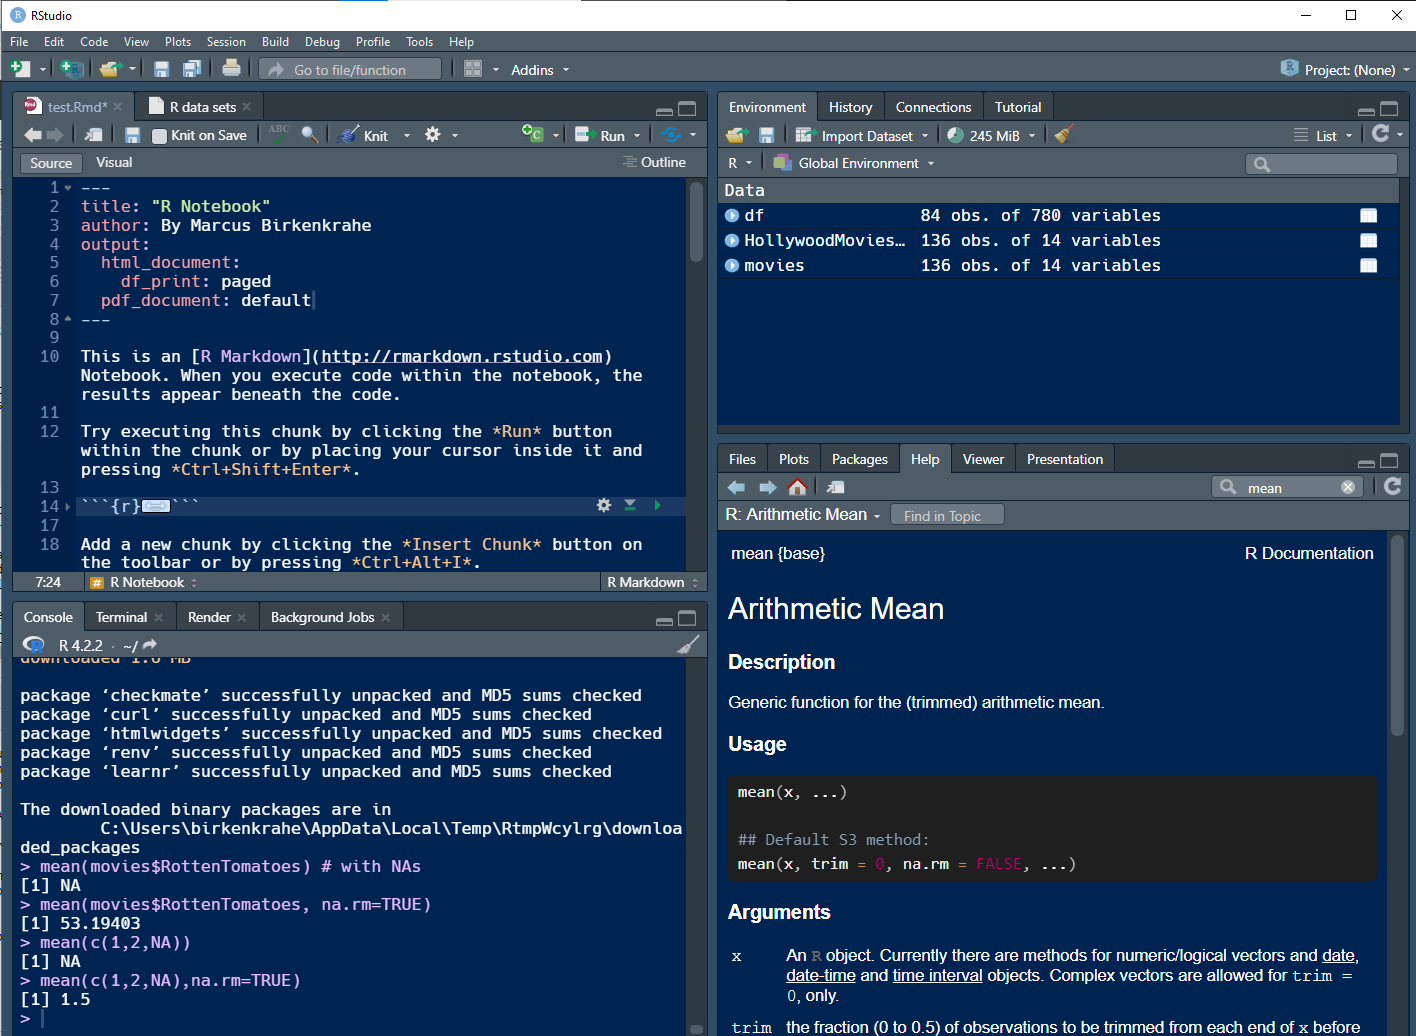 RStudio
File Edit Code View Plots Session Build Debug Profile Tools Help
Go to file/function Addins Project: (None)
test.Rmd* R data sets
Knit on Save ABC Knit Run
Source Visual Outline
1 ---
2 title: "R Notebook"
3 author: By Marcus Birkenkrahe
4 output:
5 html_document:
6 df_print: paged
7 pdf_document: default
8 ---
9
10 This is an [R Markdown](http://rmarkdown.rstudio.com)
Notebook. When you execute code within the notebook, the
results appear beneath the code.
11
12 Try executing this chunk by clicking the *Run* button
within the chunk or by placing your cursor inside it and
pressing *Ctrl+Shift+Enter*.
13
14 ```{r}```
17
18 Add a new chunk by clicking the *Insert Chunk* button on
the toolbar or by pressing *Ctrl+Alt+I*.
7:24 # R Notebook R Markdown
Console Terminal Render Background Jobs
R 4.2.2 · ~/
downloaded 1.6 MB
package ‘checkmate’ successfully unpacked and MD5 sums checked
package ‘curl’ successfully unpacked and MD5 sums checked
package ‘htmlwidgets’ successfully unpacked and MD5 sums checked
package ‘renv’ successfully unpacked and MD5 sums checked
package ‘learnr’ successfully unpacked and MD5 sums checked
The downloaded binary packages are in
C:\Users\birkenkrahe\AppData\Local\Temp\RtmpWcylrg\downloa
ded_packages
> mean(movies$RottenTomatoes) # with NAs
[1] NA
> mean(movies$RottenTomatoes, na.rm=TRUE)
[1] 53.19403
> mean(c(1,2,NA))
[1] NA
> mean(c(1,2,NA),na.rm=TRUE)
[1] 1.5
>
Environment History Connections Tutorial
Import Dataset 245 MiB List
R Global Environment
Data
df 84 obs. of 780 variables
HollywoodMovies… 136 obs. of 14 variables
movies 136 obs. of 14 variables
Files Plots Packages Help Viewer Presentation
mean
R: Arithmetic Mean Find in Topic
mean {base} R Documentation
Arithmetic Mean
Description
Generic function for the (trimmed) arithmetic mean.
Usage
mean(x, ...)
## Default S3 method:
mean(x, trim = 0, na.rm = FALSE, ...)
Arguments
x An R object. Currently there are methods for numeric/logical vectors and date,
date-time and time interval objects. Complex vectors are allowed for trim =
0, only.
trim the fraction (0 to 0.5) of observations to be trimmed from each end of x before